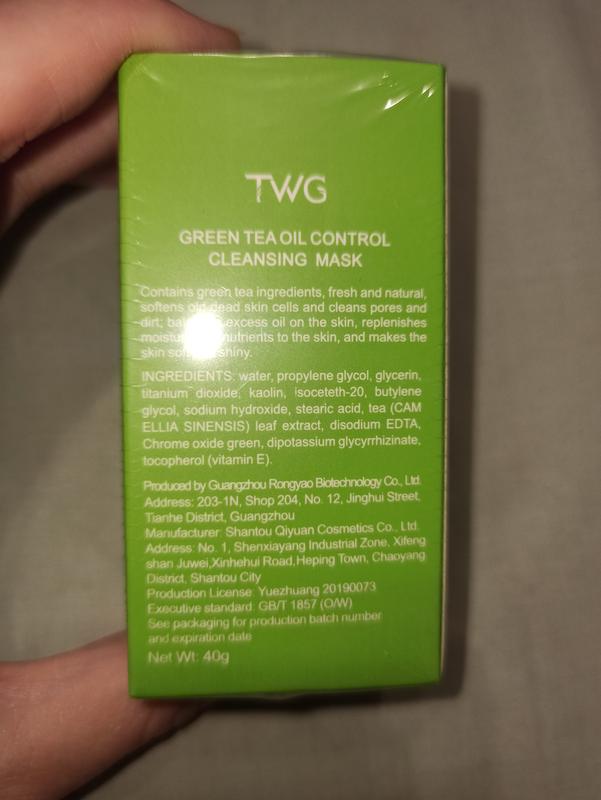 TWG
GREEN TEA OIL CONTROL
CLEANSING MASK
Contains green tea ingredients, fresh and natural,
softens old dead skin cells and cleans pores and
dirt; excess oil on the skin, replenishes
nutrients to the skin, and makes the
skin shiny.
INGREDIENTS: water, propylene glycol, glycerin,
titanium dioxide, kaolin, isoceteth-20, butylene
glycol, sodium hydroxide, stearic acid, tea (CAM
ELLIA SINENSIS) leaf extract, disodium EDTA,
Chrome oxide green, dipotassium glycyrrhizinate,
tocopherol (vitamin E).
Produced by Guangzhou Rongyao Biotechnology Co., Ltd.
Address: 203-1N, Shop 204, No. 12, Jinghui Street,
Tianhe District, Guangzhou
Manufacturer: Shantou Qiyuan Cosmetics Co., Ltd.
Address: No. 1, Shenxiayang Industrial Zone, Xifeng
shan Juwei,Xinhehui Road,Heping Town, Chaoyang
District, Shantou City
Production License: Yuezhuang 20190073
Executive standard: GB/T 1857 (O/W)
See packaging for production batch number
and expiration date
Net Wt: 40g